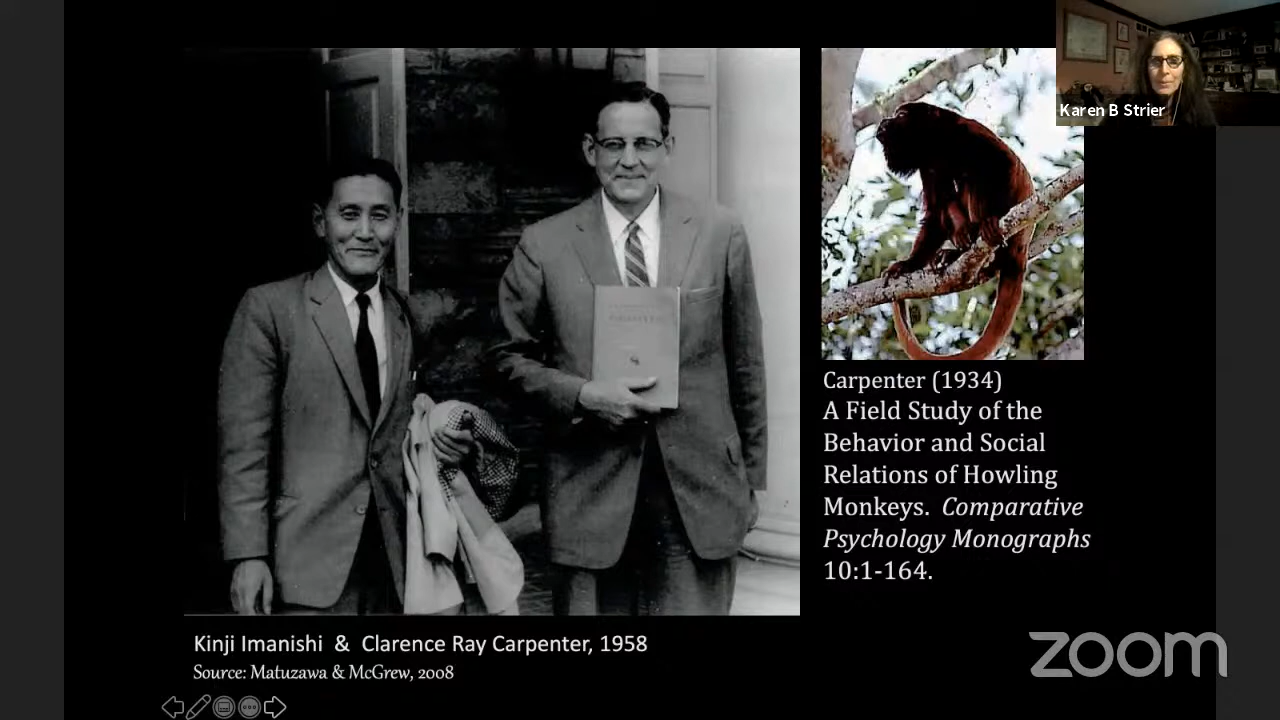 Karen B Strier
Carpenter (1934)
A Field Study of the
Behavior and Social
Relations of Howling
Monkeys. Comparative
Psychology Monographs
10:1-164.
Kinji Imanishi & Clarence Ray Carpenter, 1958
Source: Matuzawa & McGrew, 2008
zoom